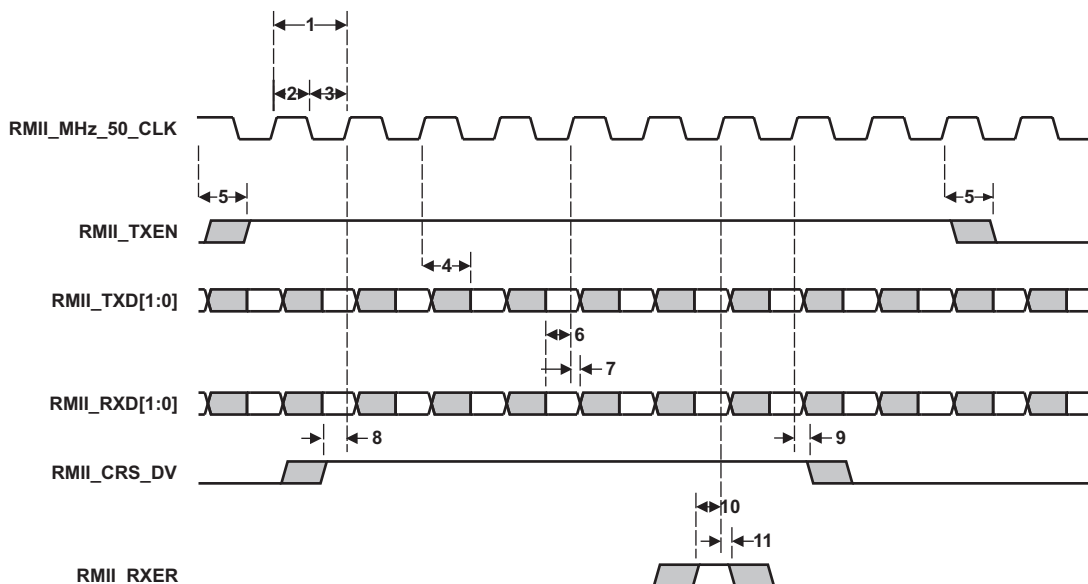 1
2 3
RMII_MHz_50_CLK
5 5
RMII_TXEN
4
RMII_TXD[1:0]
6
7
RMII_RXD[1:0]
8 9
RMII_CRS_DV
10
11
RMII_RXER